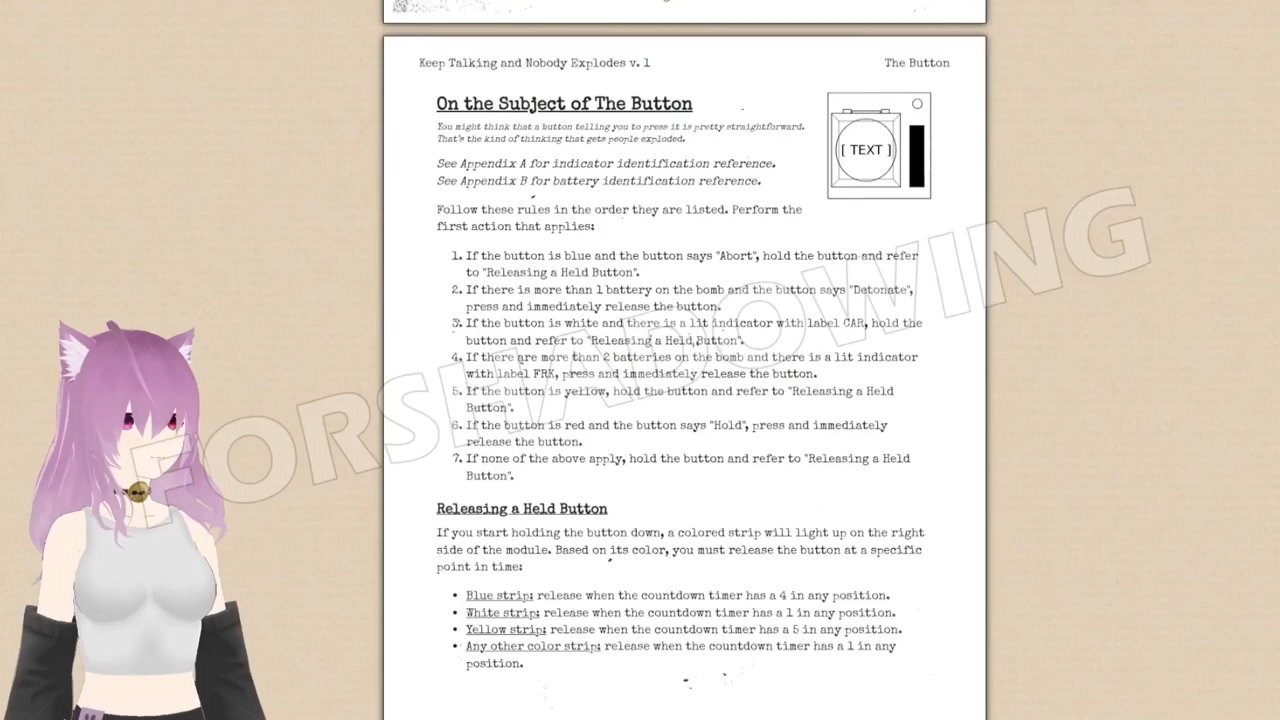 Keep Talking and Nobody Explodes v. 1
The Button
On the Subject of The Button
You might think that a button telling you to press it is pretty straightforward.
That's the kind of thinking that gets people exploded.
See Appendix A for indicator identification reference.
See Appendix B for battery identification reference.
[ TEXT ]
Follow these rules in the order they are listed. Perform the
first action that applies:
1. If the button is blue and the button says "Abort", hold the button and refer
to "Releasing a Held Button".
2. If there is more than 1 battery on the bomb and the button says "Detonate",
press and immediately release the button.
3. If the button is white and there is a lit indicator with label CAR, hold the
button and refer to "Releasing a Held Button".
4. If there are more than 2 batteries on the bomb and there is a lit indicator
with label FRK, press and immediately release the button.
5. If the button is yellow, hold the button and refer to "Releasing a Held
Button".
6. If the button is red and the button says "Hold", press and immediately
release the button.
7. If none of the above apply, hold the button and refer to "Releasing a Held
Button".
Releasing a Held Button
If you start holding the button down, a colored strip will light up on the right
side of the module. Based on its color, you must release the button at a specific
point in time:
• Blue strip: release when the countdown timer has a 4 in any position.
• White strip: release when the countdown timer has a 1 in any position.
• Yellow strip: release when the countdown timer has a 5 in any position.
• Any other color strip: release when the countdown timer has a 1 in any
position.
FORSHADOWING